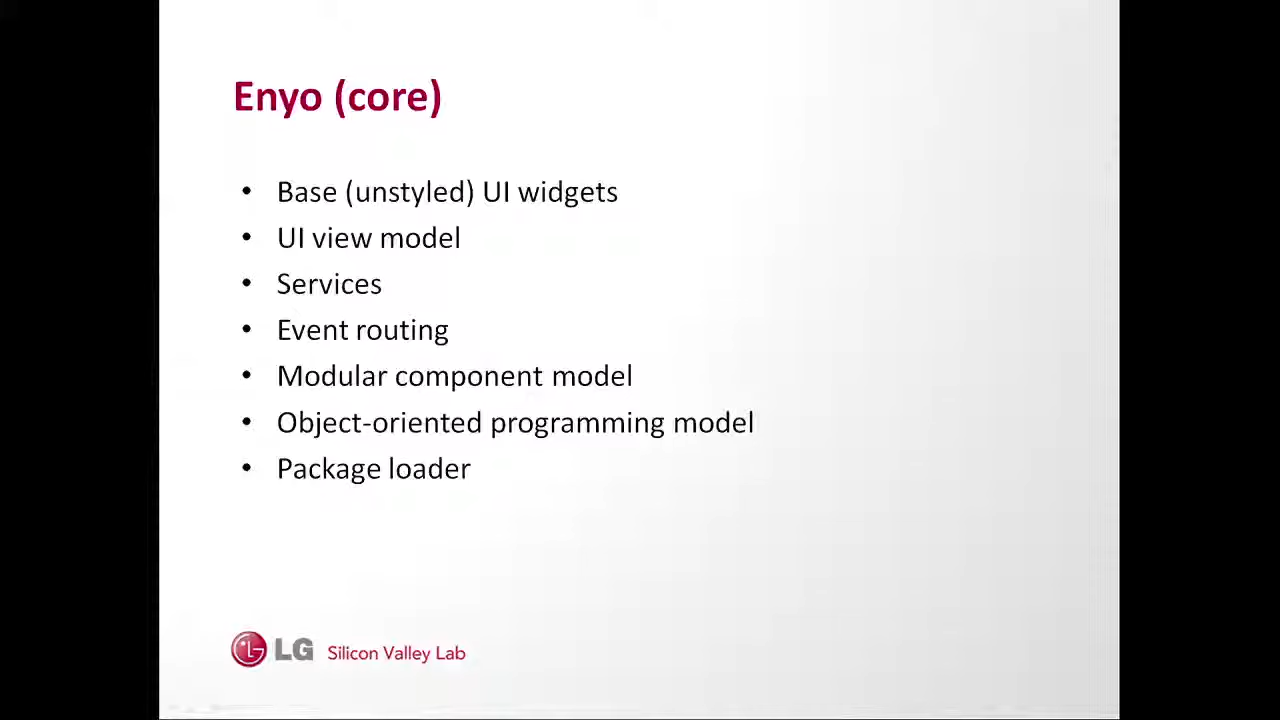 Enyo (core)
• Base (unstyled) UI widgets
• UI view model
• Services
• Event routing
• Modular component model
• Object-oriented programming model
• Package loader
LG Silicon Valley Lab